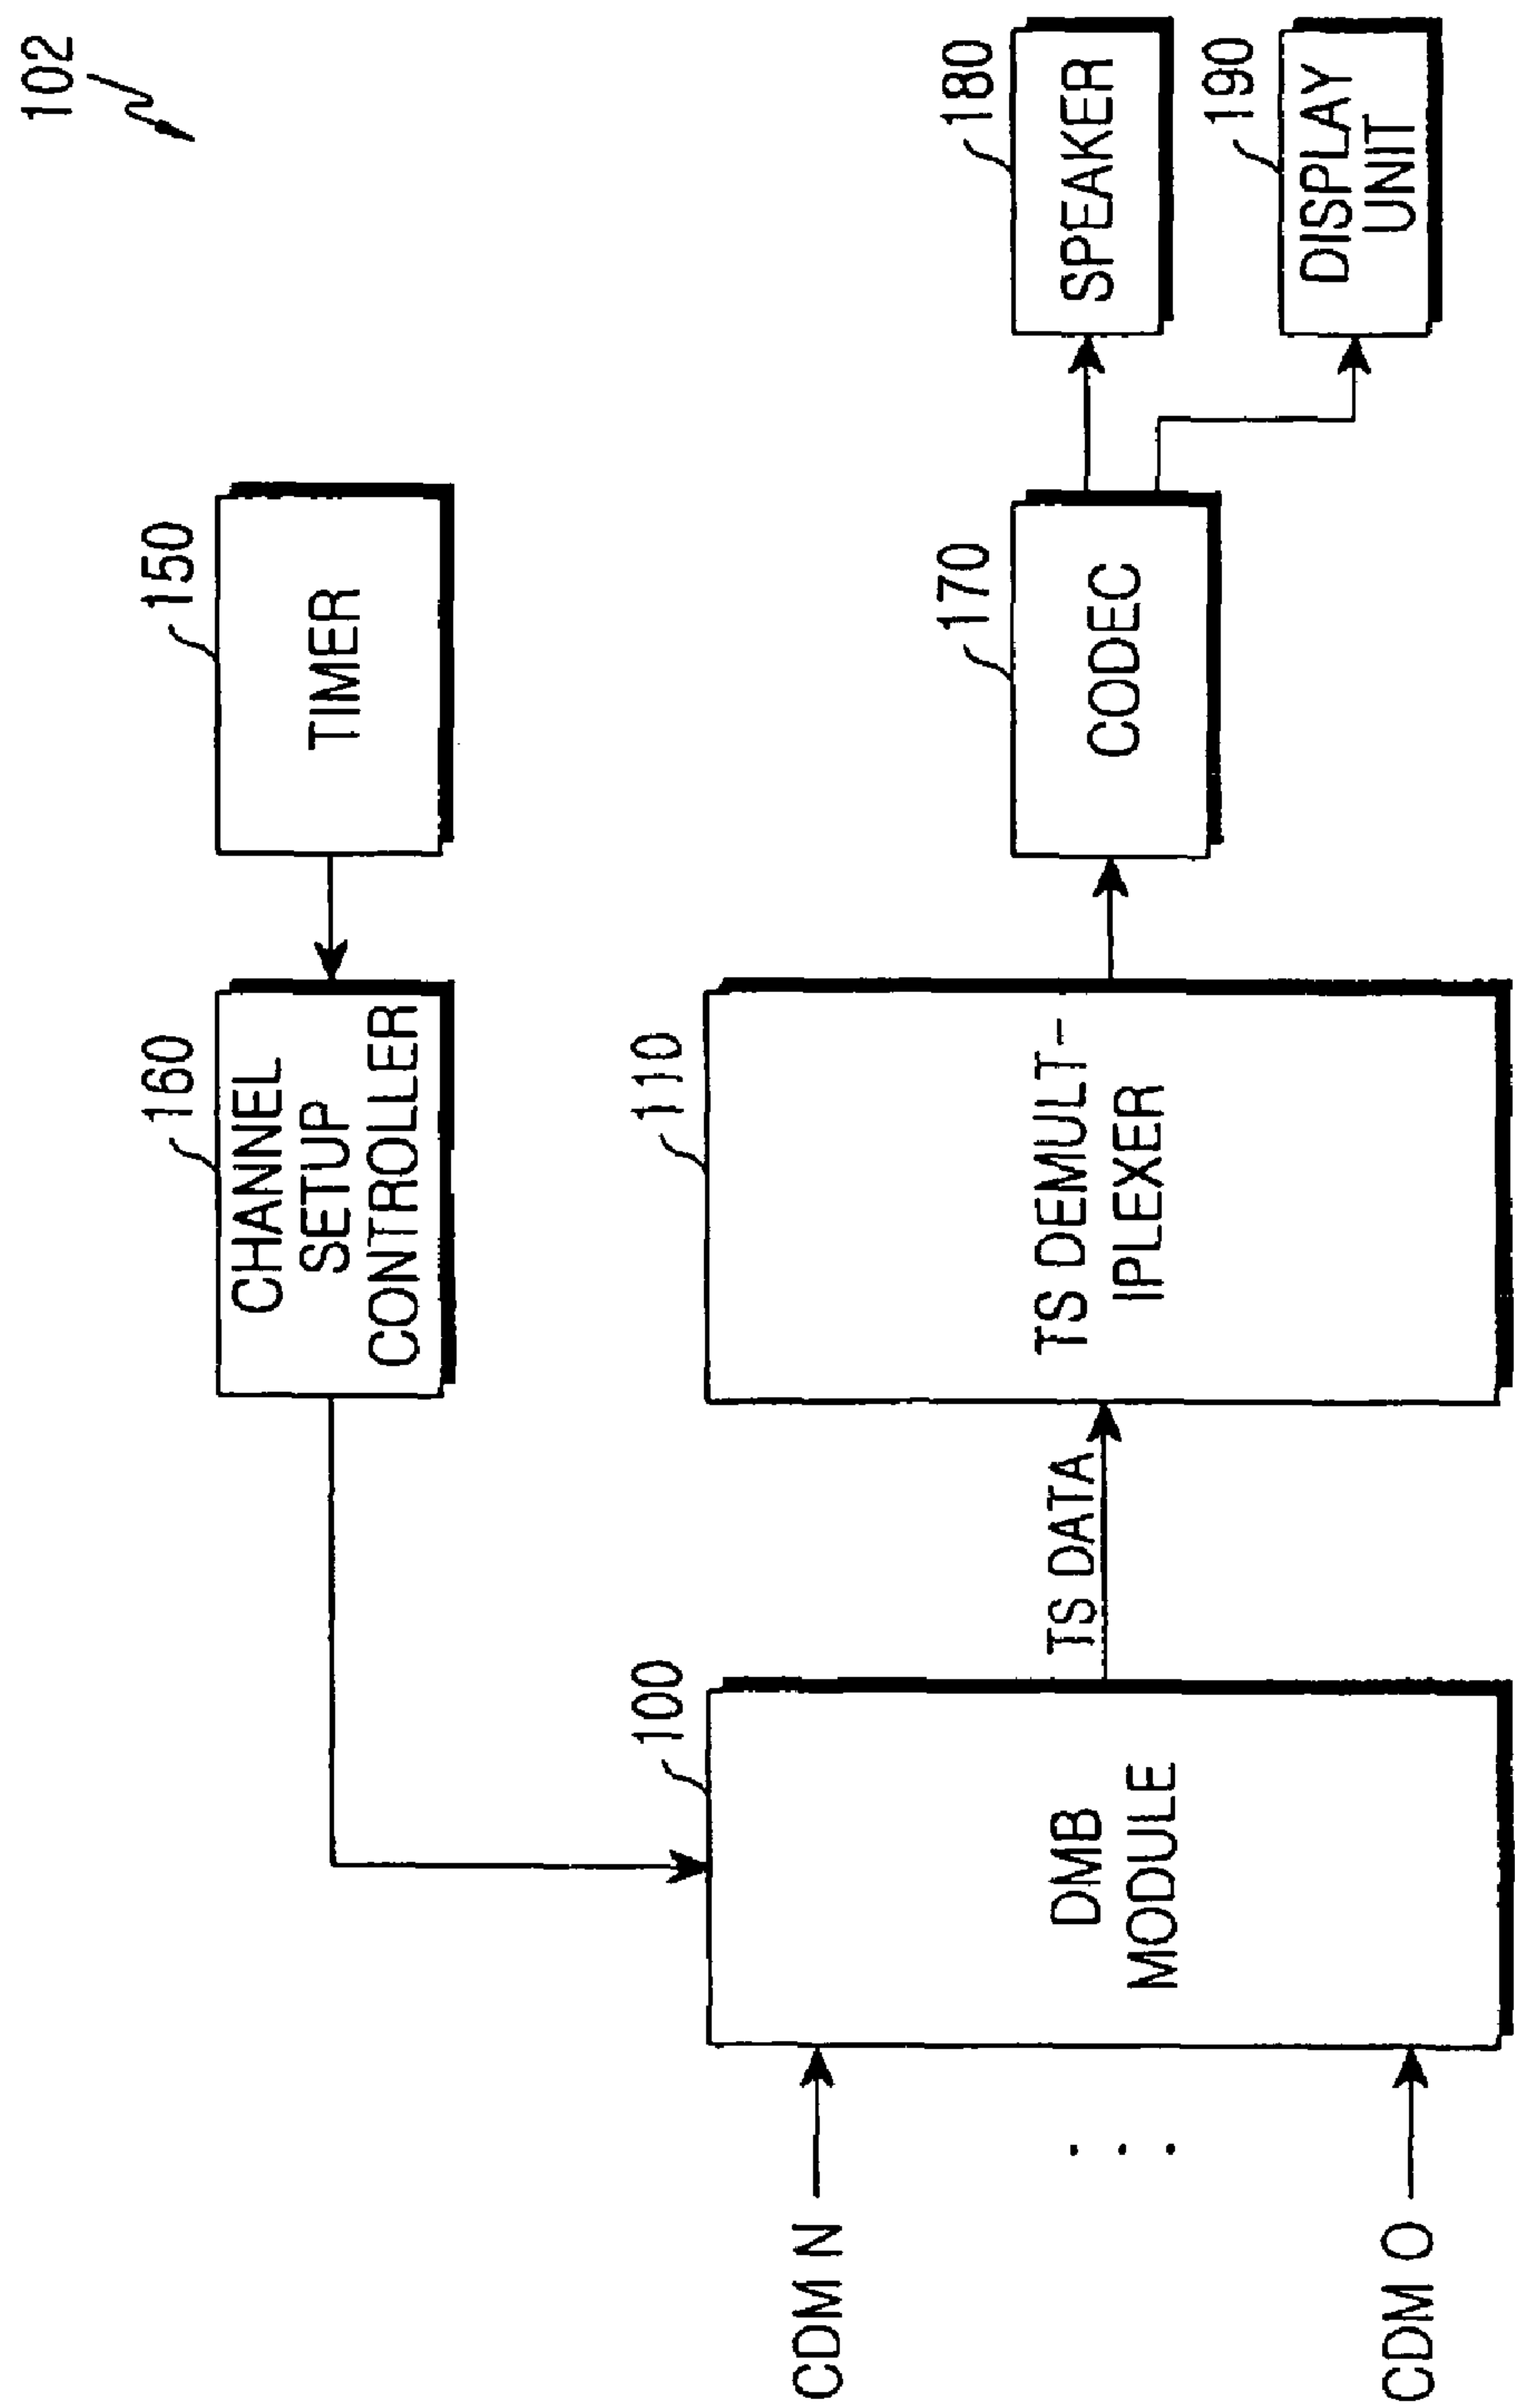 102
150
TIMER
160
CHANNEL
SETUP
CONTROLLER
CDM N
CDM O
100
DMB
MODULE
TS DATA
110
TS DEMULT-
IPLEXER
170
CODEC
180
SPEAKER
190
DISPLAY
UNIT